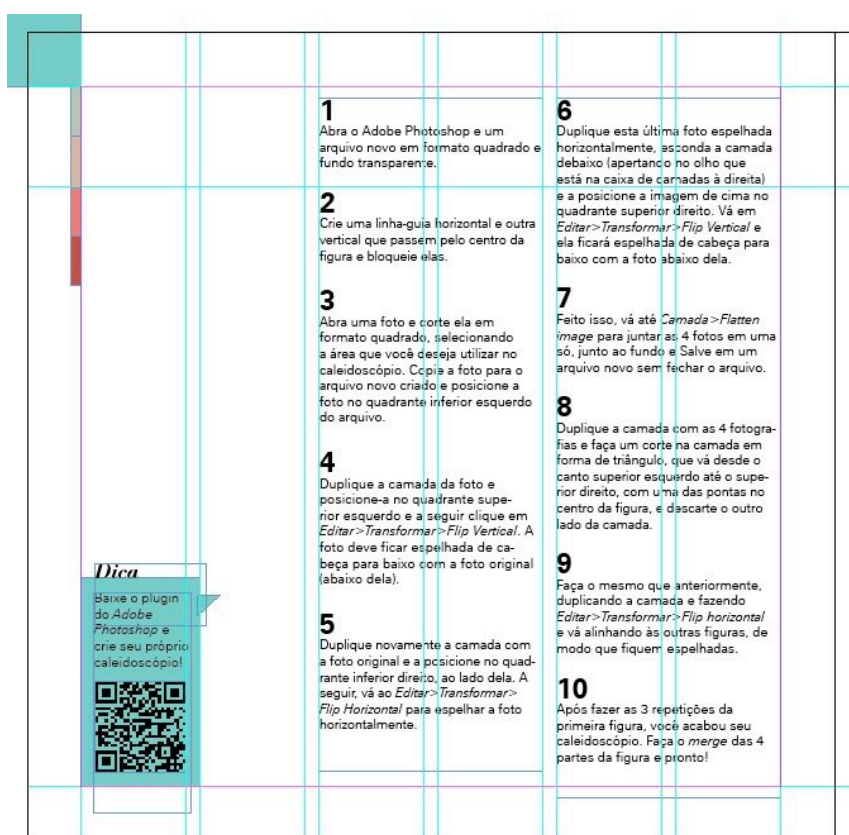 1
Abra o Adobe Photoshop e um
arquivo novo em formato quadrado e
fundo transparente.
2
Crie uma linha-guia horizontal e outra
vertical que passem pelo centro da
figura e bloqueie elas.
3
Abra uma foto e corte ela em
formato quadrado, selecionando
a área que você deseja utilizar no
caleidoscópio. Copie a foto para o
arquivo novo criado e posicione a
foto no quadrante inferior esquerdo
do arquivo.
4
Duplique a camada da foto e
posicione-a no quadrante supe-
rior esquerdo e a seguir clique em
Editar>Transformar>Flip Vertical. A
foto deve ficar espelhada de ca-
beça para baixo com a foto original
(abaixo dela).
5
Duplique novamente a camada com
a foto original e a posicione no quad-
rante inferior direito, ao lado dela. A
seguir, vá ao Editar>Transformar>
Flip Horizontal para espelhar a foto
horizontalmente.
6
Duplique esta última foto espelhada
horizontalmente, esconda a camada
debaixo (apertando no olho que
está na caixa de camadas à direita)
e a posicione a imagem de cima no
quadrante superior direito. Vá em
Editar>Transformar>Flip Vertical e
ela ficará espelhada de cabeça para
baixo com a foto abaixo dela.
7
Feito isso, vá até Camada>Flatten
image para juntar as 4 fotos em uma
só, junto ao fundo e Salve em um
arquivo novo sem fechar o arquivo.
8
Duplique a camada com as 4 fotogra-
fias e faça um corte na camada em
forma de triângulo, que vá desde o
canto superior esquerdo até o supe-
rior direito, com uma das pontas no
centro da figura, e descarte o outro
lado da camada.
9
Faça o mesmo que anteriormente,
duplicando a camada e fazendo
Editar>Transformar>Flip horizontal
e vá alinhando às outras figuras, de
modo que fiquem espelhadas.
10
Após fazer as 3 repetições da
primeira figura, você acabou seu
caleidoscópio. Faça o merge das 4
partes da figura e pronto!
Dica
Baixe o plugin
do Adobe
Photoshop e
crie seu próprio
caleidoscópio!